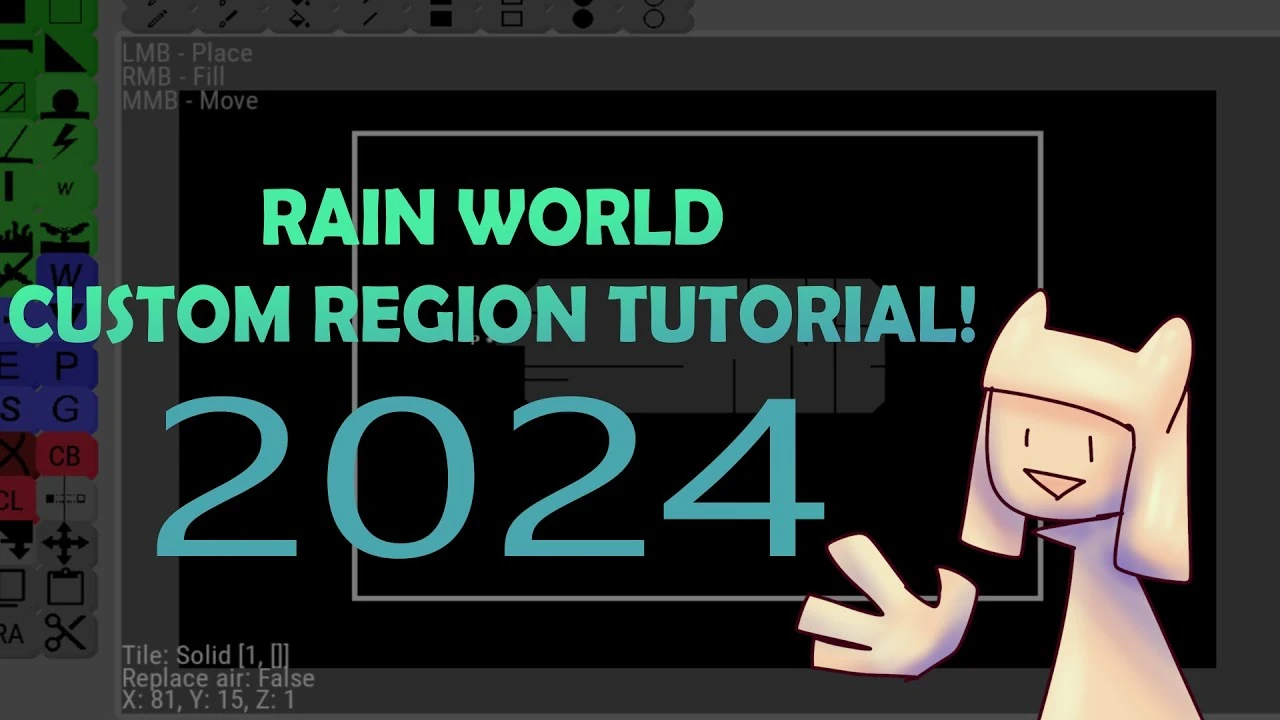 LMB - Place
RMB - Fill
MMB - Move
W
RAIN WORLD
W
CUSTOM REGION TUTORIAL!
E P
S G
2024
CB
CL
RA
Tile: Solid [1, []]
Replace air: False
X: 81, Y: 15, Z: 1